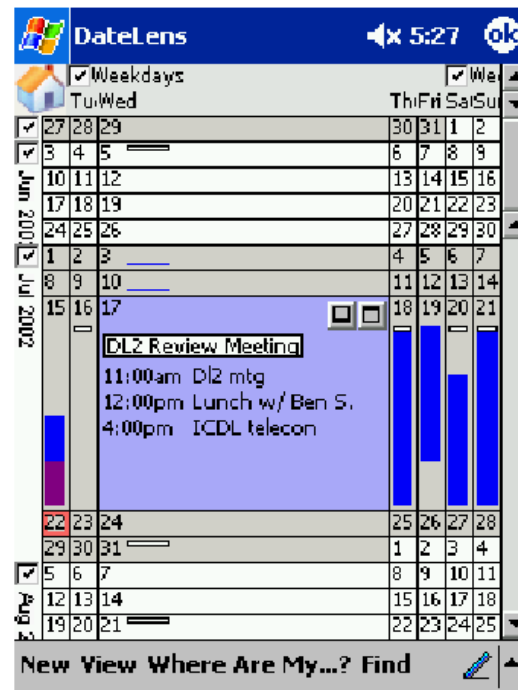 DateLens 5:27 ok
Weekdays
Tu Wed Thu Fri Sat Sun
27 28 29 30 31 1 2
3 4 5 6 7 8 9
10 11 12 13 14 15 16
17 18 19 20 21 22 23
24 25 26 27 28 29 30
1 2 3 4 5 6 7
8 9 10 11 12 13 14
15 16 17 18 19 20 21
DL2 Review Meeting
11:00am Dl2 mtg
12:00pm Lunch w/ Ben S.
4:00pm ICDL telecon
22 23 24 25 26 27 28
29 30 31 1 2 3 4
5 6 7 8 9 10 11
12 13 14 15 16 17 18
19 20 21 22 23 24 25
Jun 200
Jul 2002
Aug
New View Where Are My...? Find